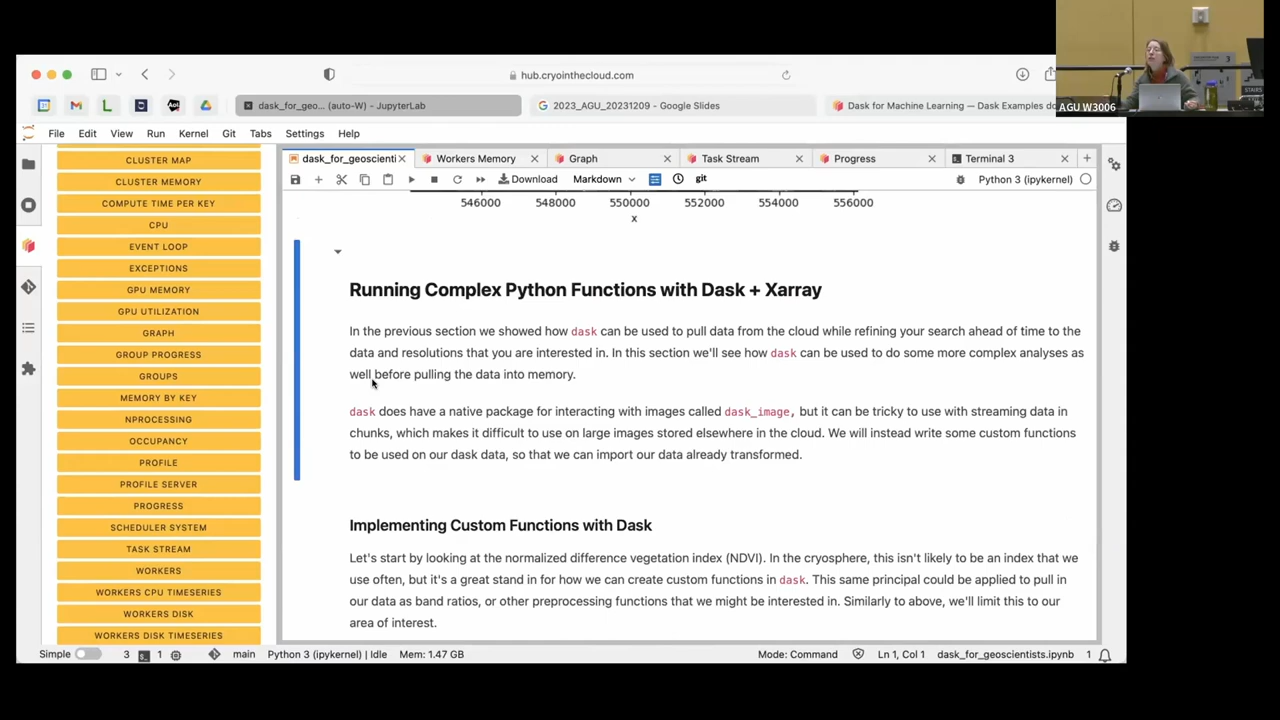 hub.cryointhecloud.com
dask_for_geo... (auto-W) - JupyterLab
2023_AGU_20231209 - Google Slides
Dask for Machine Learning — Dask Examples do
AGU W3006
File Edit View Run Kernel Git Tabs Settings Help
dask_for_geoscienti
Workers Memory
Graph
Task Stream
Progress
Terminal 3
Download
Markdown
git
Python 3 (ipykernel)
CLUSTER MAP
CLUSTER MEMORY
COMPUTE TIME PER KEY
CPU
EVENT LOOP
EXCEPTIONS
GPU MEMORY
GPU UTILIZATION
GRAPH
GROUP PROGRESS
GROUPS
MEMORY BY KEY
NPROCESSING
OCCUPANCY
PROFILE
PROFILE SERVER
PROGRESS
SCHEDULER SYSTEM
TASK STREAM
WORKERS
WORKERS CPU TIMESERIES
WORKERS DISK
WORKERS DISK TIMESERIES
546000 548000 550000 552000 554000 556000
x
Running Complex Python Functions with Dask + Xarray
In the previous section we showed how dask can be used to pull data from the cloud while refining your search ahead of time to the
data and resolutions that you are interested in. In this section we'll see how dask can be used to do some more complex analyses as
well before pulling the data into memory.
dask does have a native package for interacting with images called dask_image, but it can be tricky to use with streaming data in
chunks, which makes it difficult to use on large images stored elsewhere in the cloud. We will instead write some custom functions
to be used on our dask data, so that we can import our data already transformed.
Implementing Custom Functions with Dask
Let's start by looking at the normalized difference vegetation index (NDVI). In the cryosphere, this isn't likely to be an index that we
use often, but it's a great stand in for how we can create custom functions in dask. This same principal could be applied to pull in
our data as band ratios, or other preprocessing functions that we might be interested in. Similarly to above, we'll limit this to our
area of interest.
Simple 3 1 main Python 3 (ipykernel) | Idle Mem: 1.47 GB Mode: Command Ln 1, Col 1 dask_for_geoscientists.ipynb 1